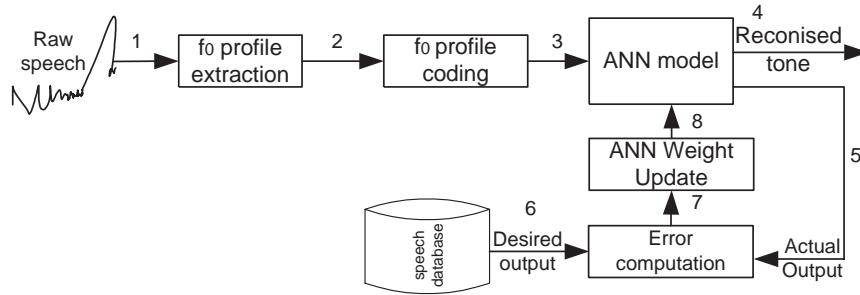 Raw
speech
1
f0 profile
extraction
2
f0 profile
coding
3
ANN model
4
Reconised
tone
5
8
ANN Weight
Update
7
6
speech
database
Desired
output
Error
computation
Actual
Output